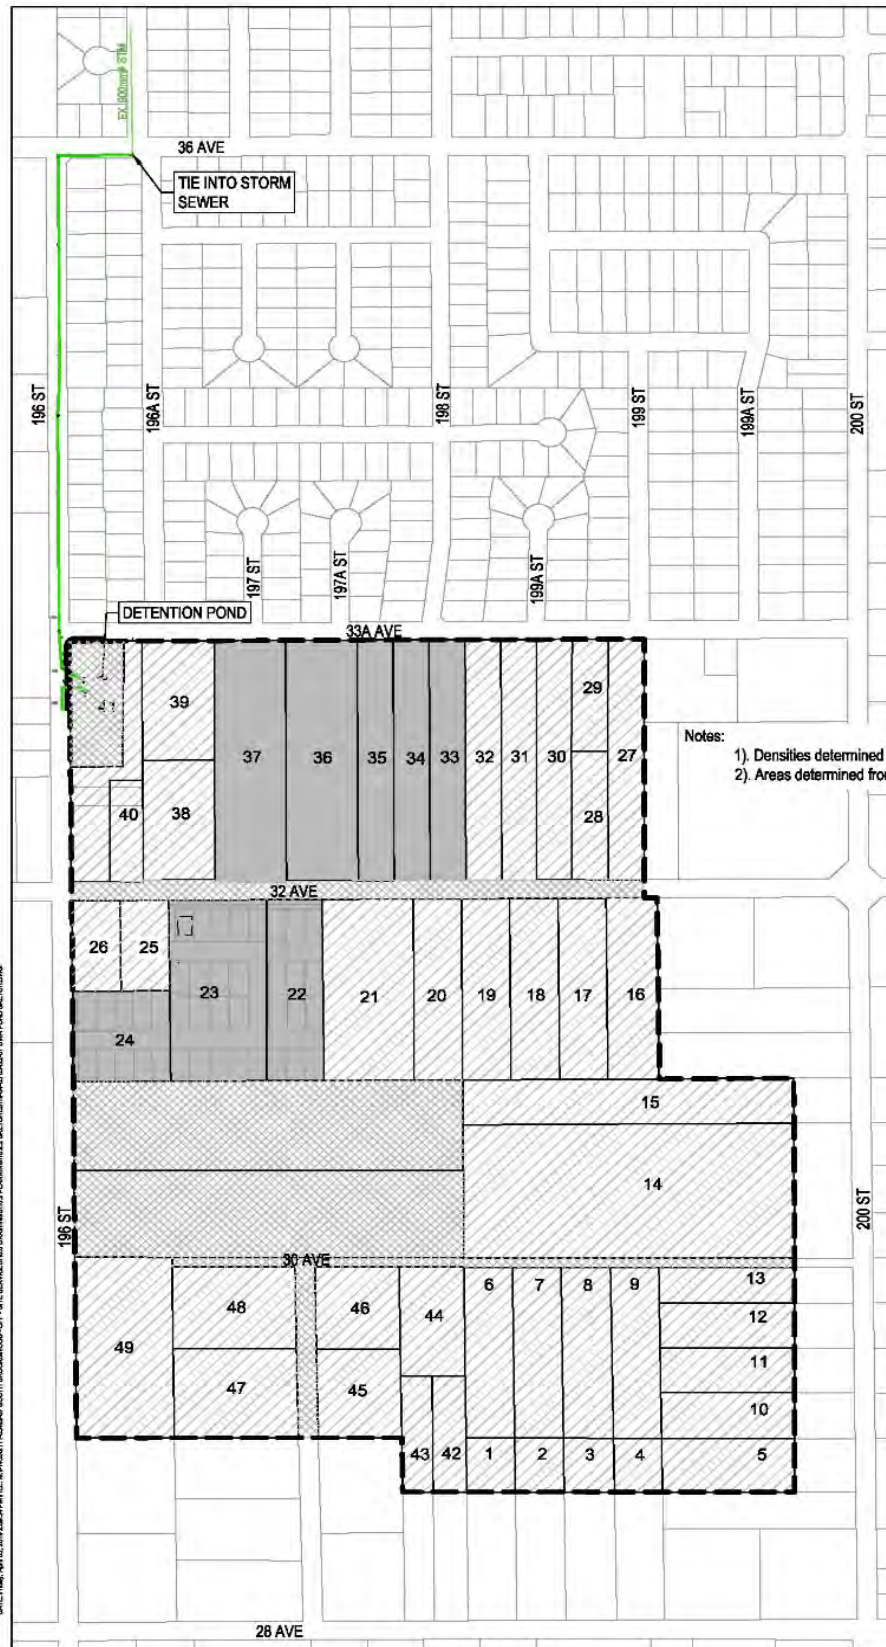 EX. 900mmø STM
36 AVE
TIE INTO STORM
SEWER
196 ST
196A ST
198 ST
199 ST
199A ST
200 ST
197 ST
197A ST
199A ST
DETENTION POND
33A AVE
39
37
36
35
34
33
32
31
30
29
27
40
38
28
Notes:
1). Densities determined
2). Areas determined fro
32 AVE
26
25
23
22
21
20
19
18
17
16
24
15
14
196 ST
200 ST
30 AVE
48
46
44
6
7
8
9
13
12
49
47
45
11
10
43
42
1
2
3
4
5
28 AVE